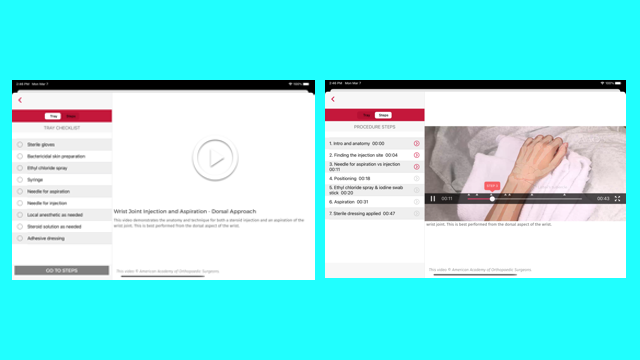 Tray
TRAY CHECKLIST
Sterile gloves
Bactericidal skin preparation
Ethyl chloride spray
Syringe
Needle for aspiration
Needle for injection
Local anesthetic as needed
Steroid solution as needed
Adhesive dressing
GO TO STEPS
Wrist Joint Injection and Aspiration - Dorsal Approach
This video demonstrates the anatomy and technique for both a steroid injection and an aspiration of the
wrist joint. This is best performed from the dorsal aspect of the wrist.
This video © American Academy of Orthopaedic Surgeons.
100%
Tray Steps
PROCEDURE STEPS
1. Intro and anatomy 00:00
2. Finding the injection site 00:04
3. Needle for aspiration vs injection
00:11
4. Positioning 00:18
5. Ethyl chloride spray & iodine swab
stick 00:20
6. Aspiration 00:31
7. Sterile dressing applied 00:47
00:11
00:43
wrist joint. This is best performed from the dorsal aspect of the wrist.
This video © American Academy of Orthopaedic Surgeons.
100%